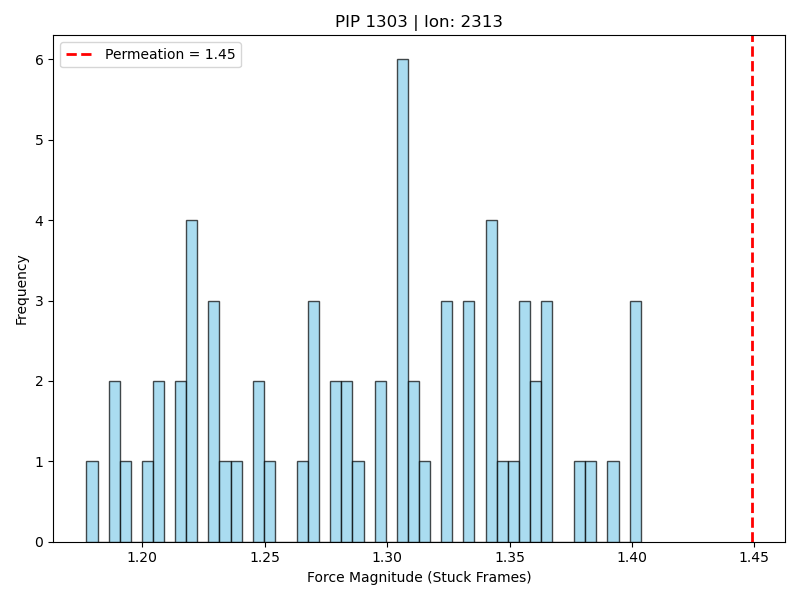 PIP 1303 | Ion: 2313
Permeation = 1.45
Frequency
6
5
4
3
2
1
0
1.20 1.25 1.30 1.35 1.40 1.45
Force Magnitude (Stuck Frames)